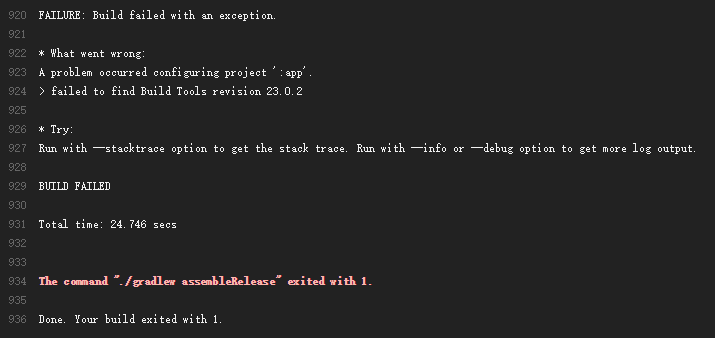 920 FAILURE: Build failed with an exception.
921
922 * What went wrong:
923 A problem occurred configuring project ':app'.
924 > failed to find Build Tools revision 23.0.2
925
926 * Try:
927 Run with --stacktrace option to get the stack trace. Run with --info or --debug option to get more log output.
928
929 BUILD FAILED
930
931 Total time: 24.746 secs
932
933
934 The command "./gradlew assembleRelease" exited with 1.
935
936 Done. Your build exited with 1.